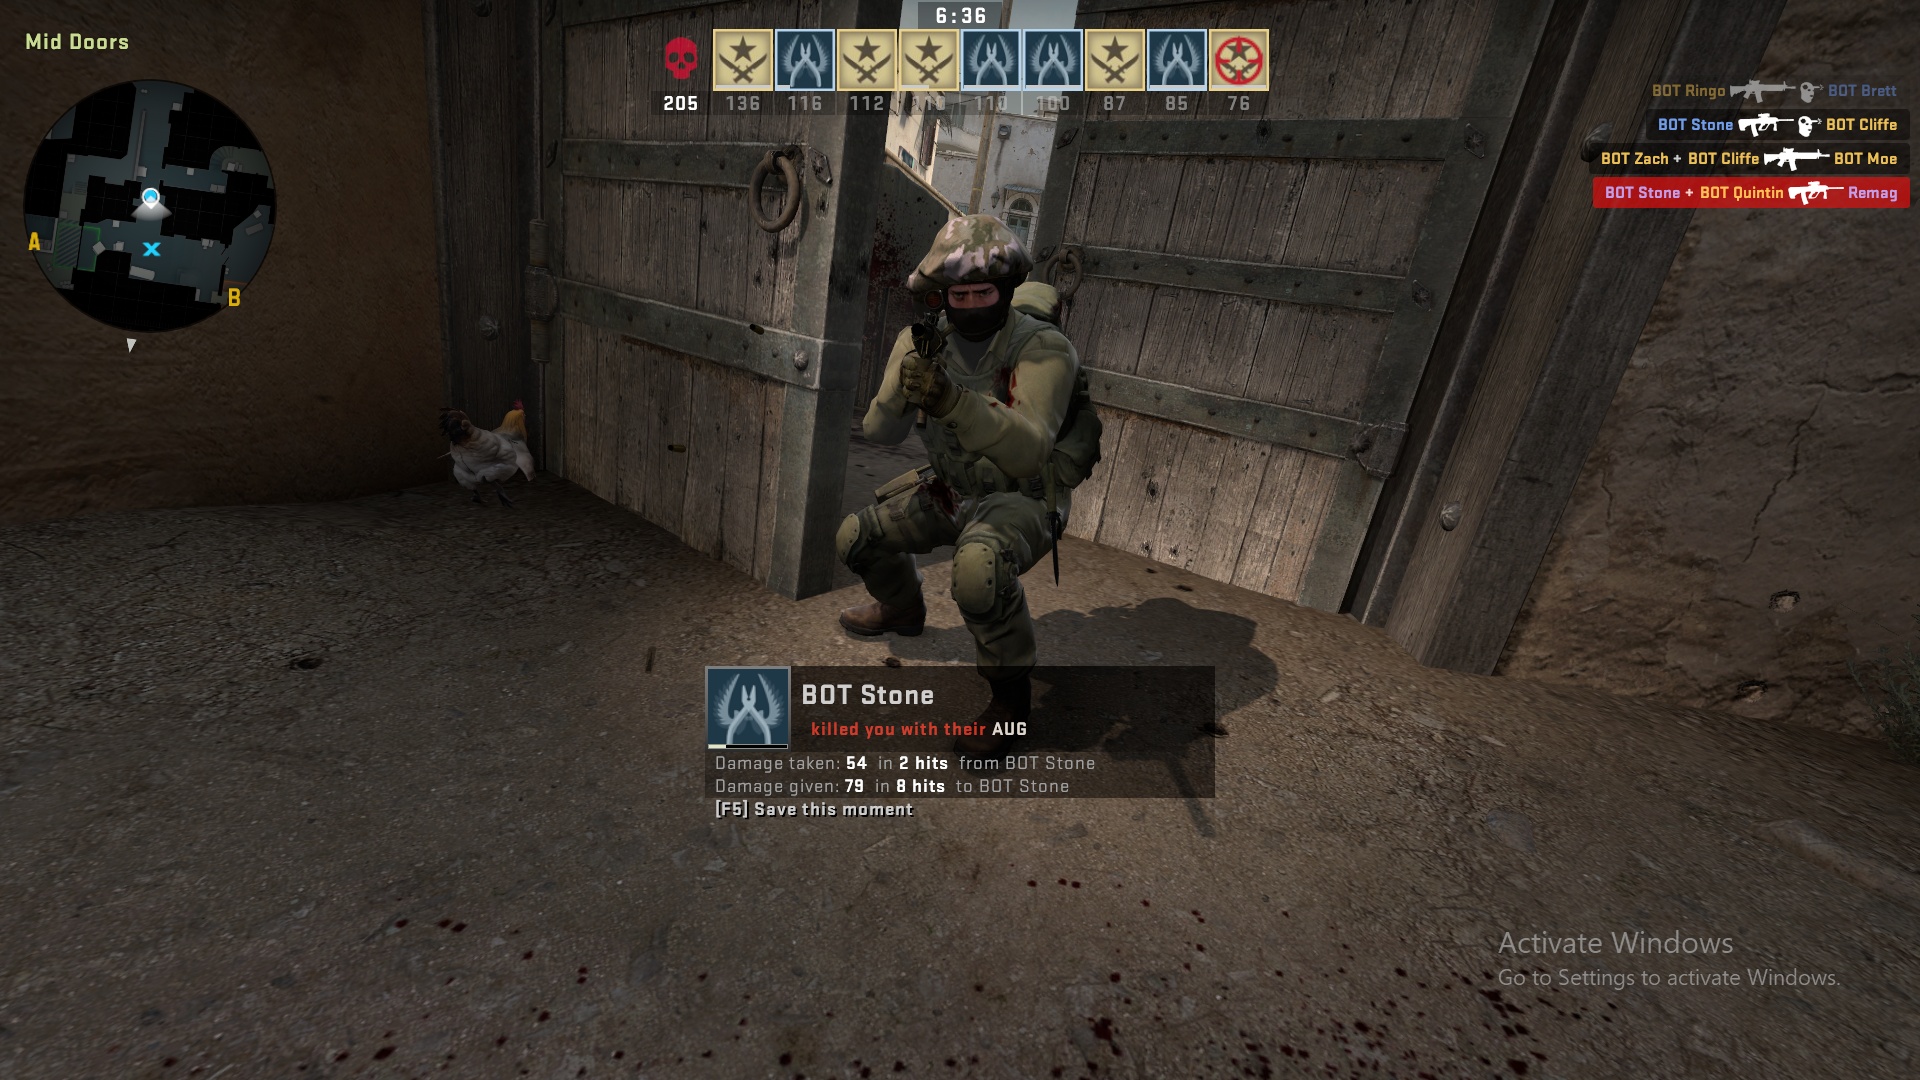 6:36
Mid Doors
205 136 116 112 110 110 100 87 85 76
BOT Ringo BOT Brett
BOT Stone BOT Cliffe
BOT Zach + BOT Cliffe BOT Moe
BOT Stone + BOT Quintin Remag
A
B
BOT Stone
killed you with their AUG
Damage taken: 54 in 2 hits from BOT Stone
Damage given: 79 in 8 hits to BOT Stone
[F5] Save this moment
Activate Windows
Go to Settings to activate Windows.